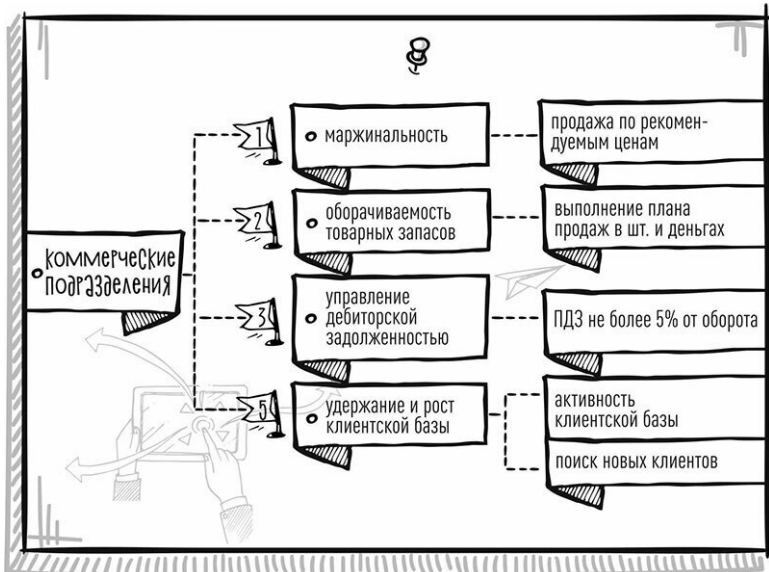 коммерческие
подразделения
1
маржинальность
продажа по рекомен-
дуемым ценам
2
оборачиваемость
товарных запасов
выполнение плана
продаж в шт. и деньгах
3
управление
дебиторской
задолженностью
ПДЗ не более 5% от оборота
5
удержание и рост
клиентской базы
активность
клиентской базы
поиск новых клиентов